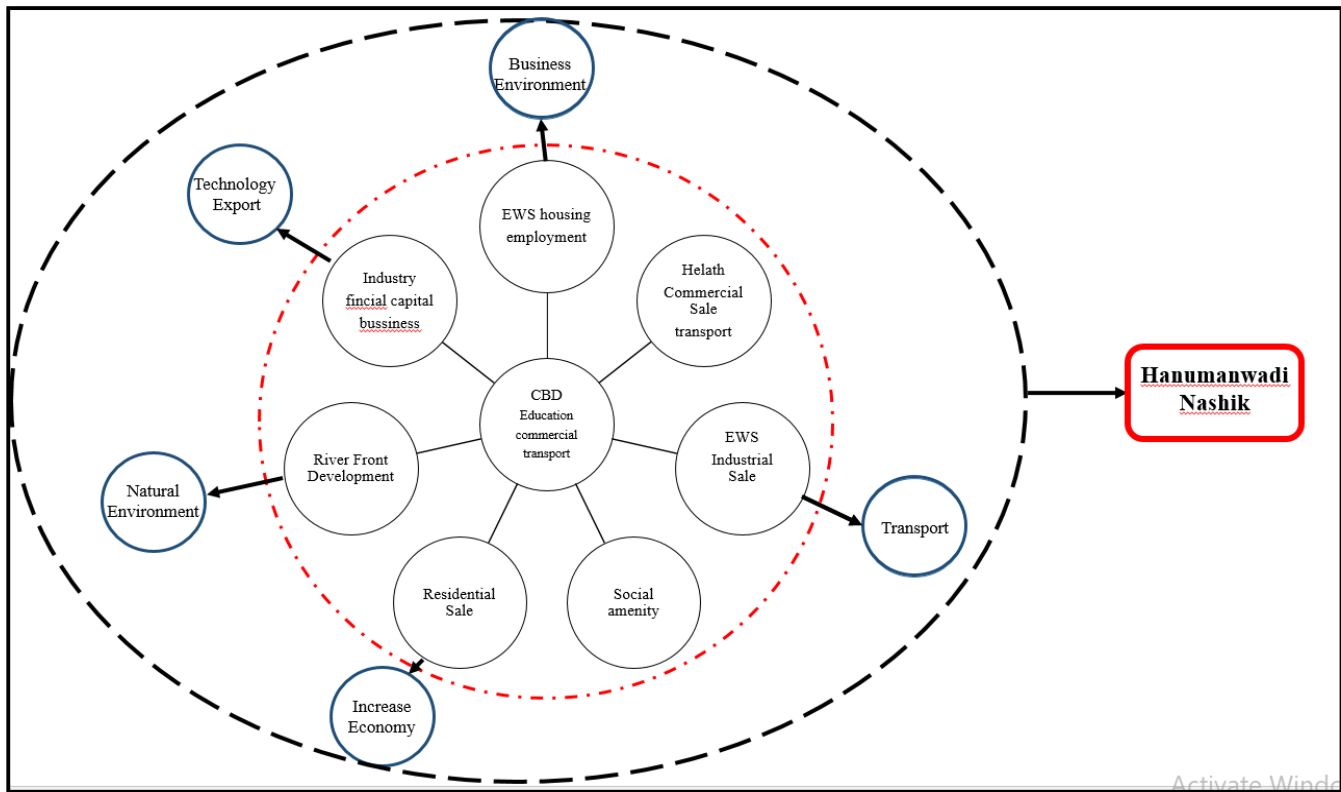 Business
Environment
Technology
Export
EWS housing
employment
Industry
fincial capital
bussiness
Helath
Commercial
Sale
transport
Hanumanwadi
Nashik
CBD
Education
commercial
transport
EWS
Industrial
Sale
River Front
Development
Natural
Environment
Transport
Residential
Sale
Social
amenity
Increase
Economy
Activate Windo